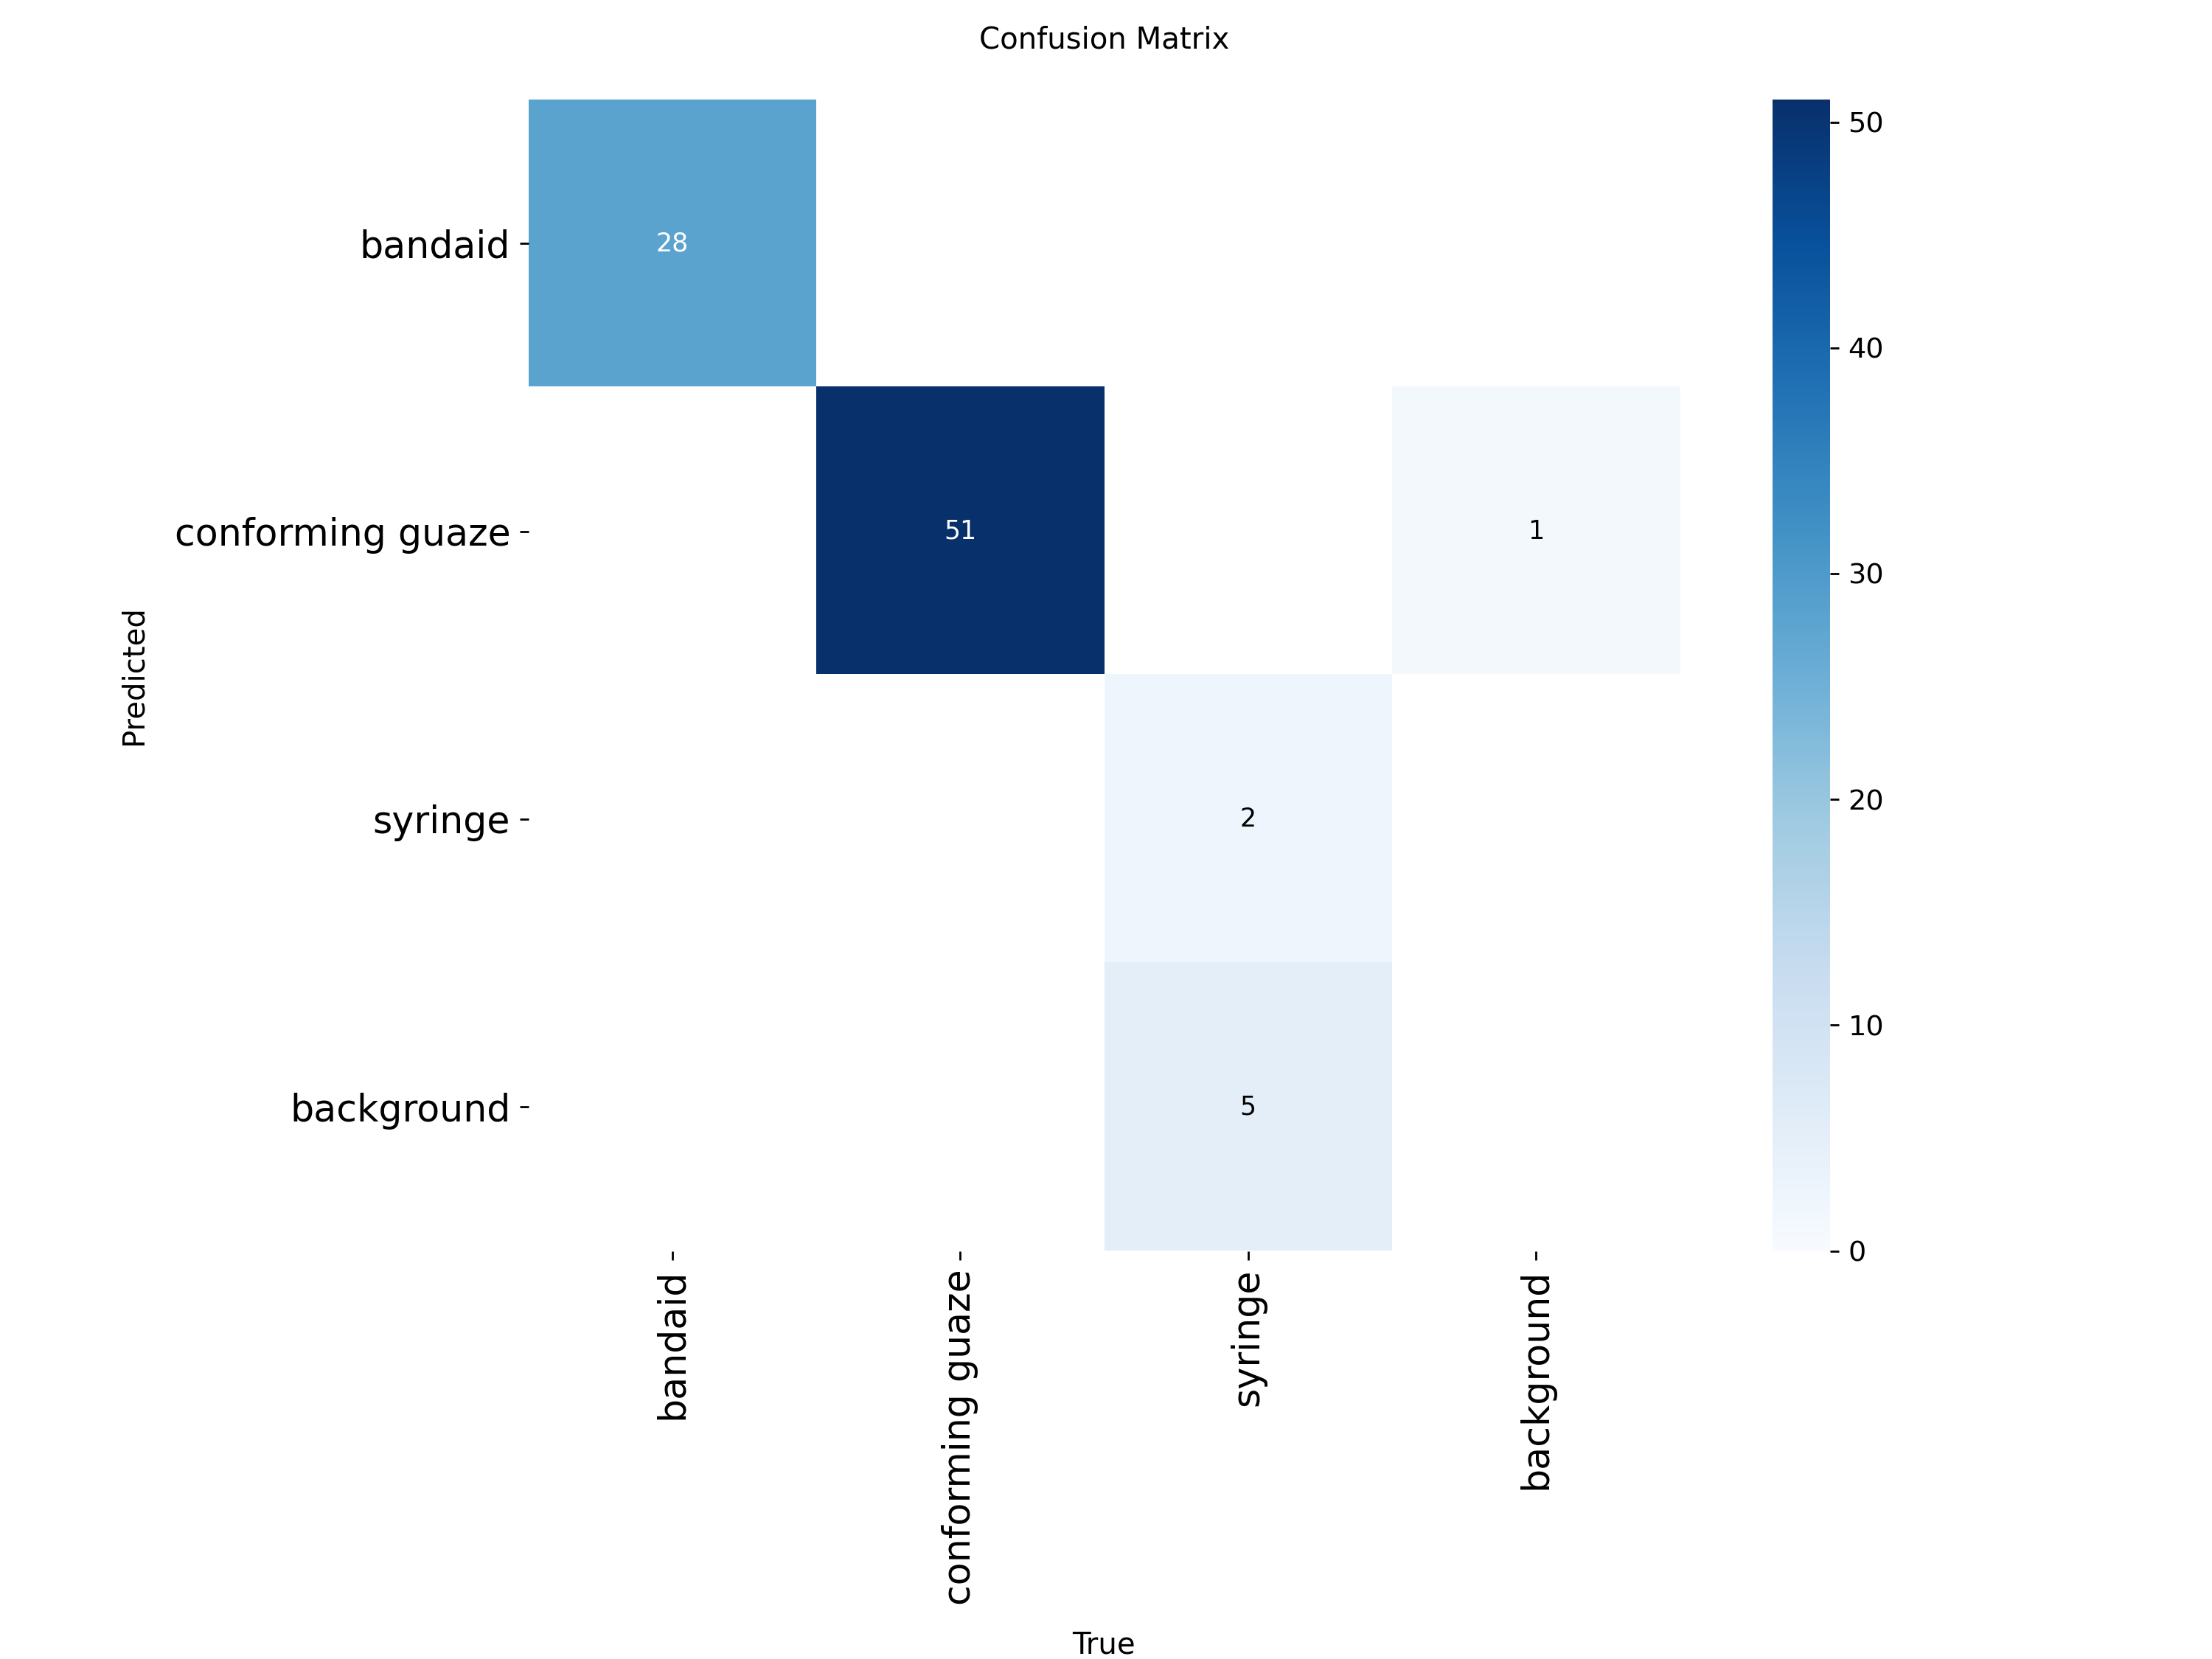 Confusion Matrix
bandaid
conforming guaze
syringe
background
Predicted
28
51
1
2
5
50
40
30
20
10
0
bandaid
conforming guaze
syringe
background
True